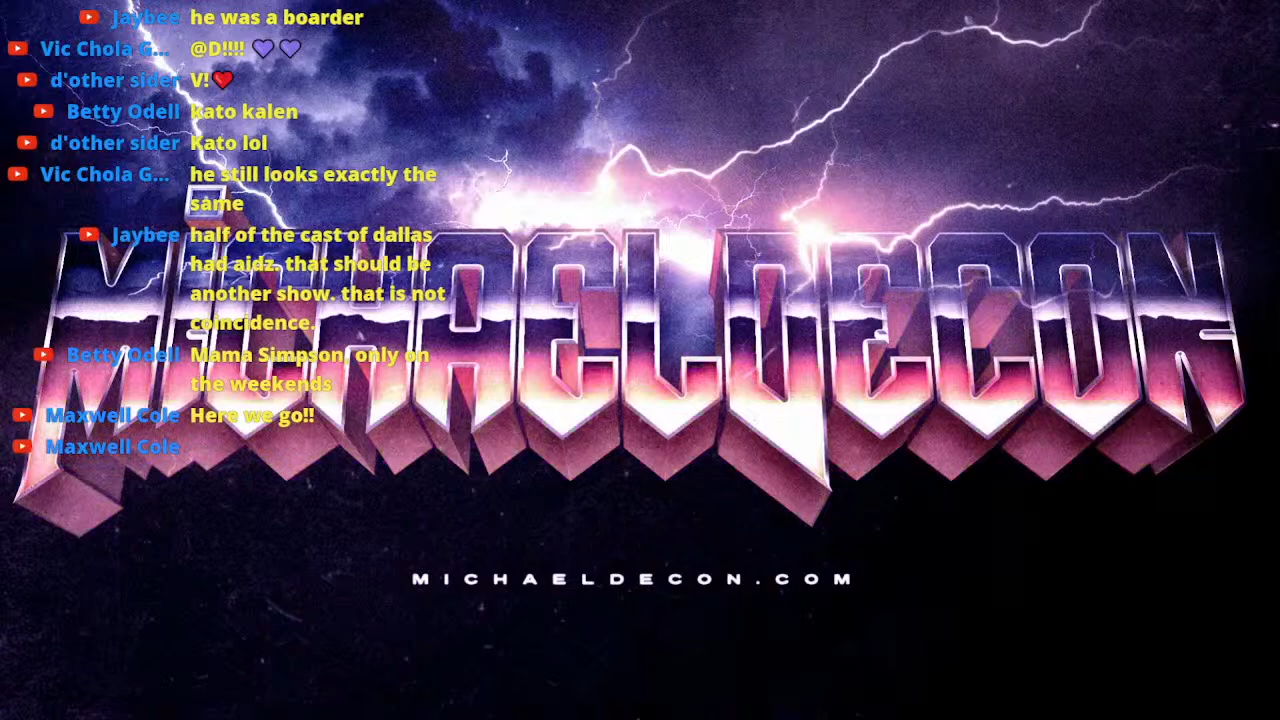 Jaybee he was a boarder
Vic Chola G... @D!!!! 💜💜
d'other sider V!❤️
Betty Odell kato kalen
d'other sider Kato lol
Vic Chola G... he still looks exactly the
same
Jaybee half of the cast of dallas
had aidz. that should be
another show. that is not
coincidence.
Betty Odell Mama Simpson, only on
the weekends
Maxwell Cole Here we go!!
Maxwell Cole
MICHAELDECON
MICHAELDECON.COM